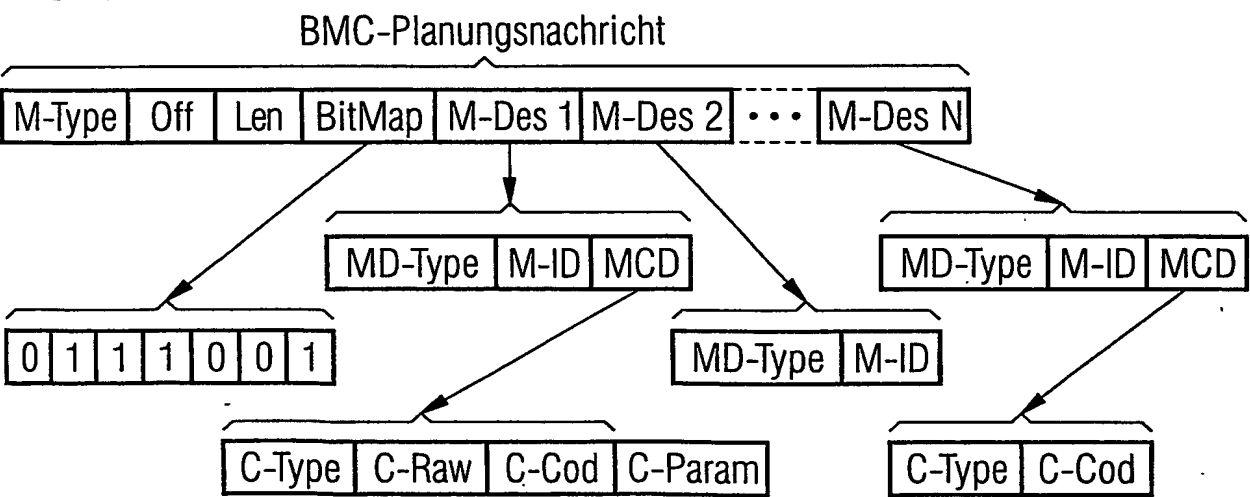 BMC-Planungsnachricht
M-Type Off Len BitMap M-Des 1 M-Des 2 ••• M-Des N
MD-Type M-ID MCD
MD-Type M-ID MCD
0 1 1 1 0 0 1
MD-Type M-ID
C-Type C-Raw C-Cod C-Param
C-Type C-Cod